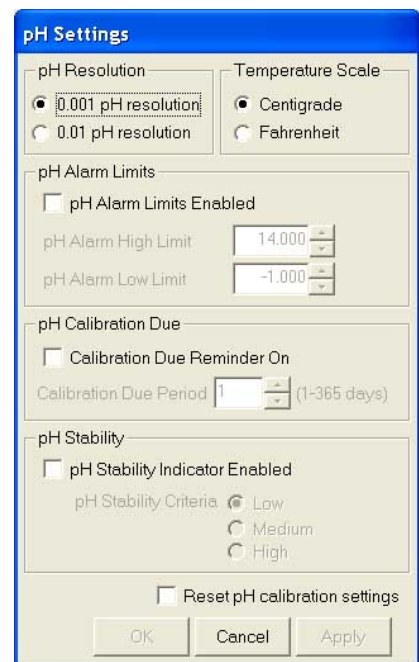 pH Settings
pH Resolution
0.001 pH resolution
0.01 pH resolution
Temperature Scale
Centigrade
Fahrenheit
pH Alarm Limits
pH Alarm Limits Enabled
pH Alarm High Limit 14.000
pH Alarm Low Limit -1.000
pH Calibration Due
Calibration Due Reminder On
Calibration Due Period 1 (1-365 days)
pH Stability
pH Stability Indicator Enabled
pH Stability Criteria Low
Medium
High
Reset pH calibration settings
OK Cancel Apply